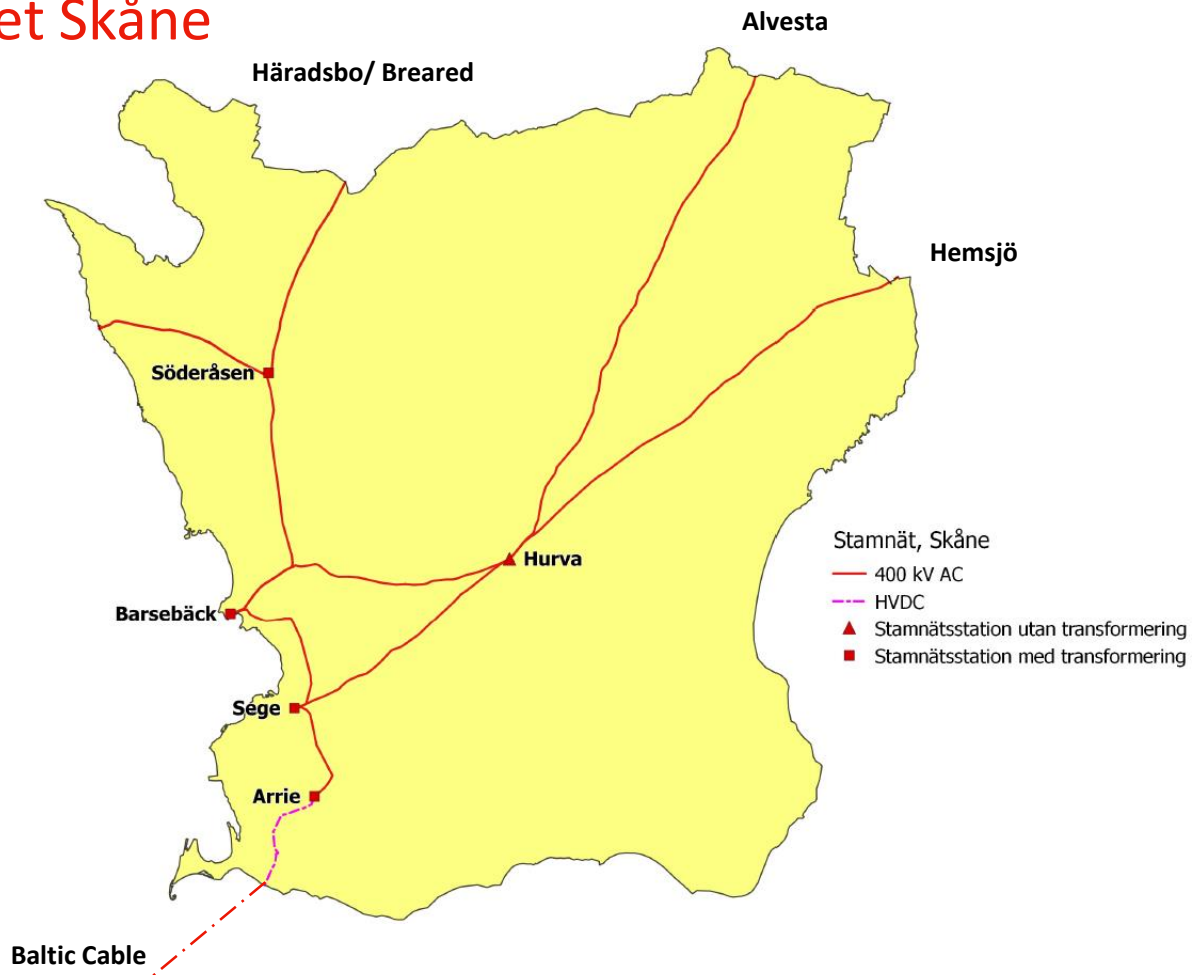 et Skåne
Alvesta
Häradsbo/ Breared
Hemsjö
Söderåsen
Hurva
Barsebäck
Sege
Arrie
Baltic Cable
Stamnät, Skåne
400 kV AC
HVDC
Stamnätsstation utan transformering
Stamnätsstation med transformering